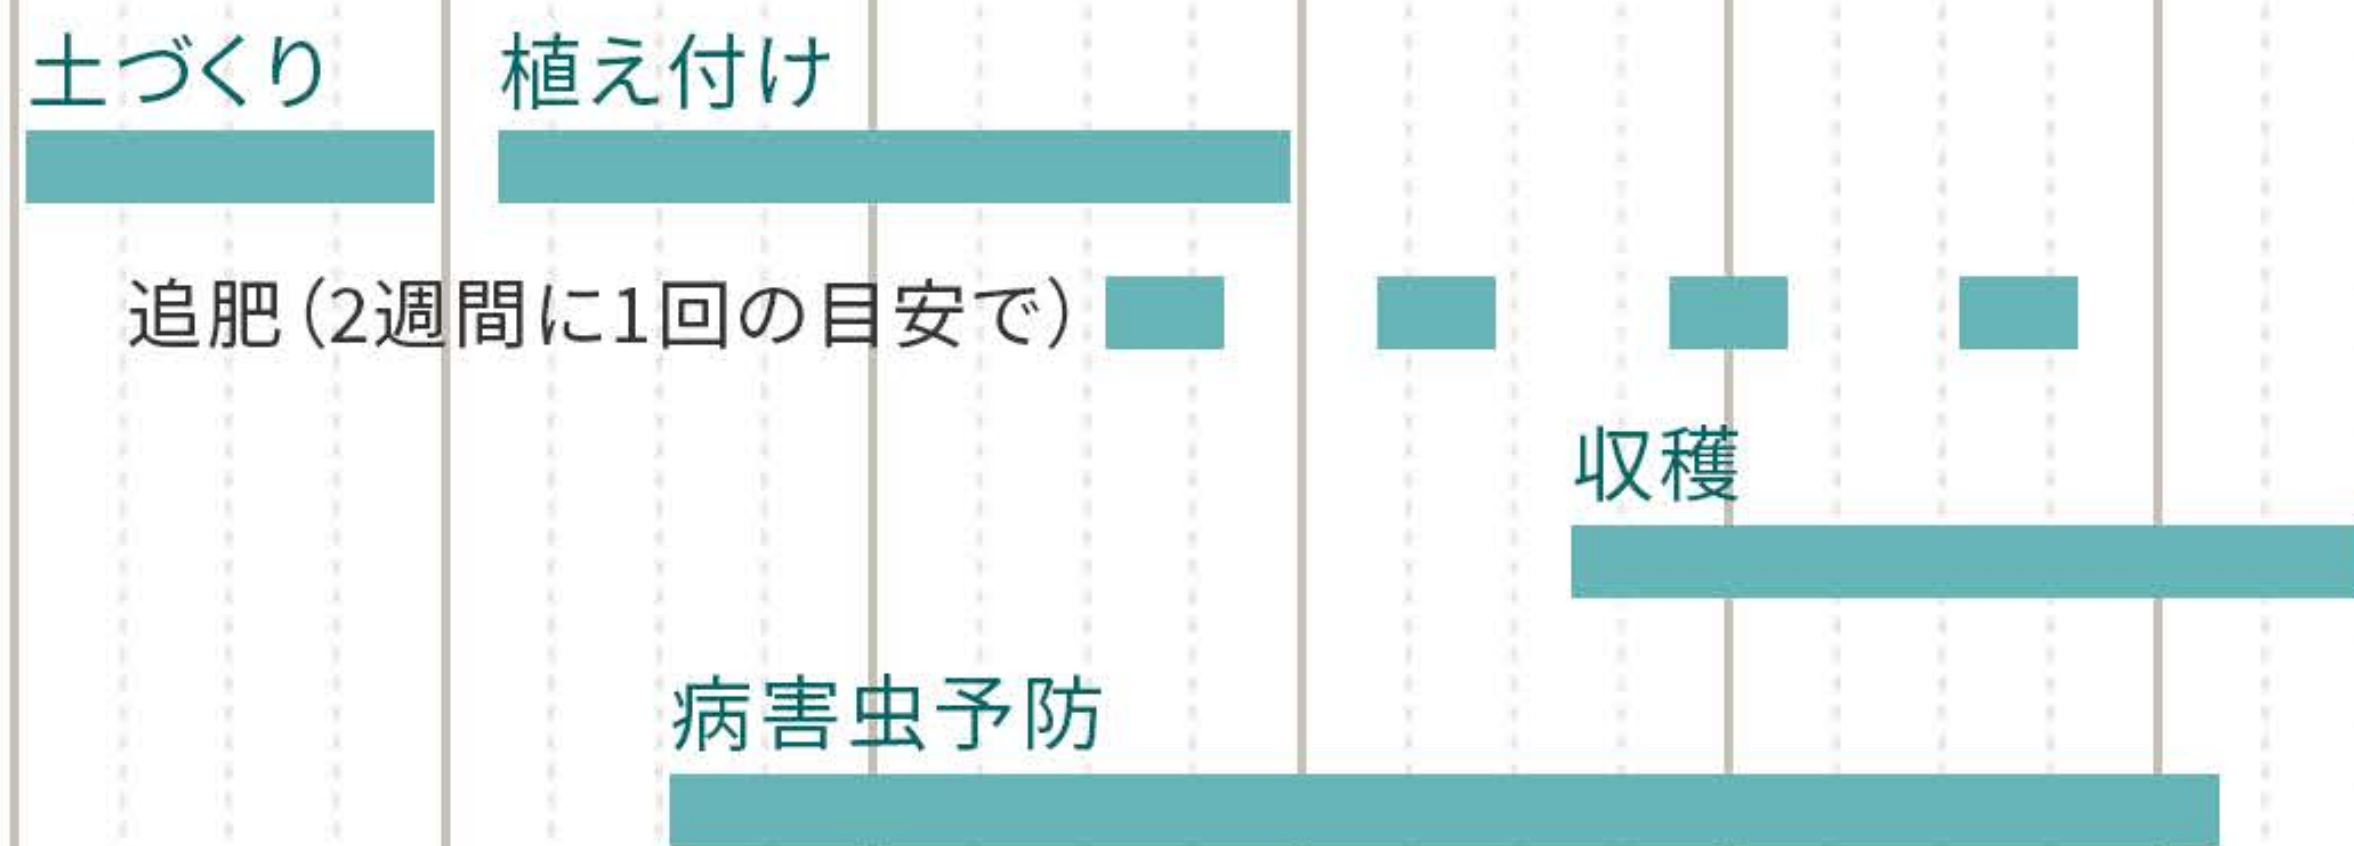 土づくり
植え付け
追肥（2週間に1回の目安で）
収穫
病害虫予防